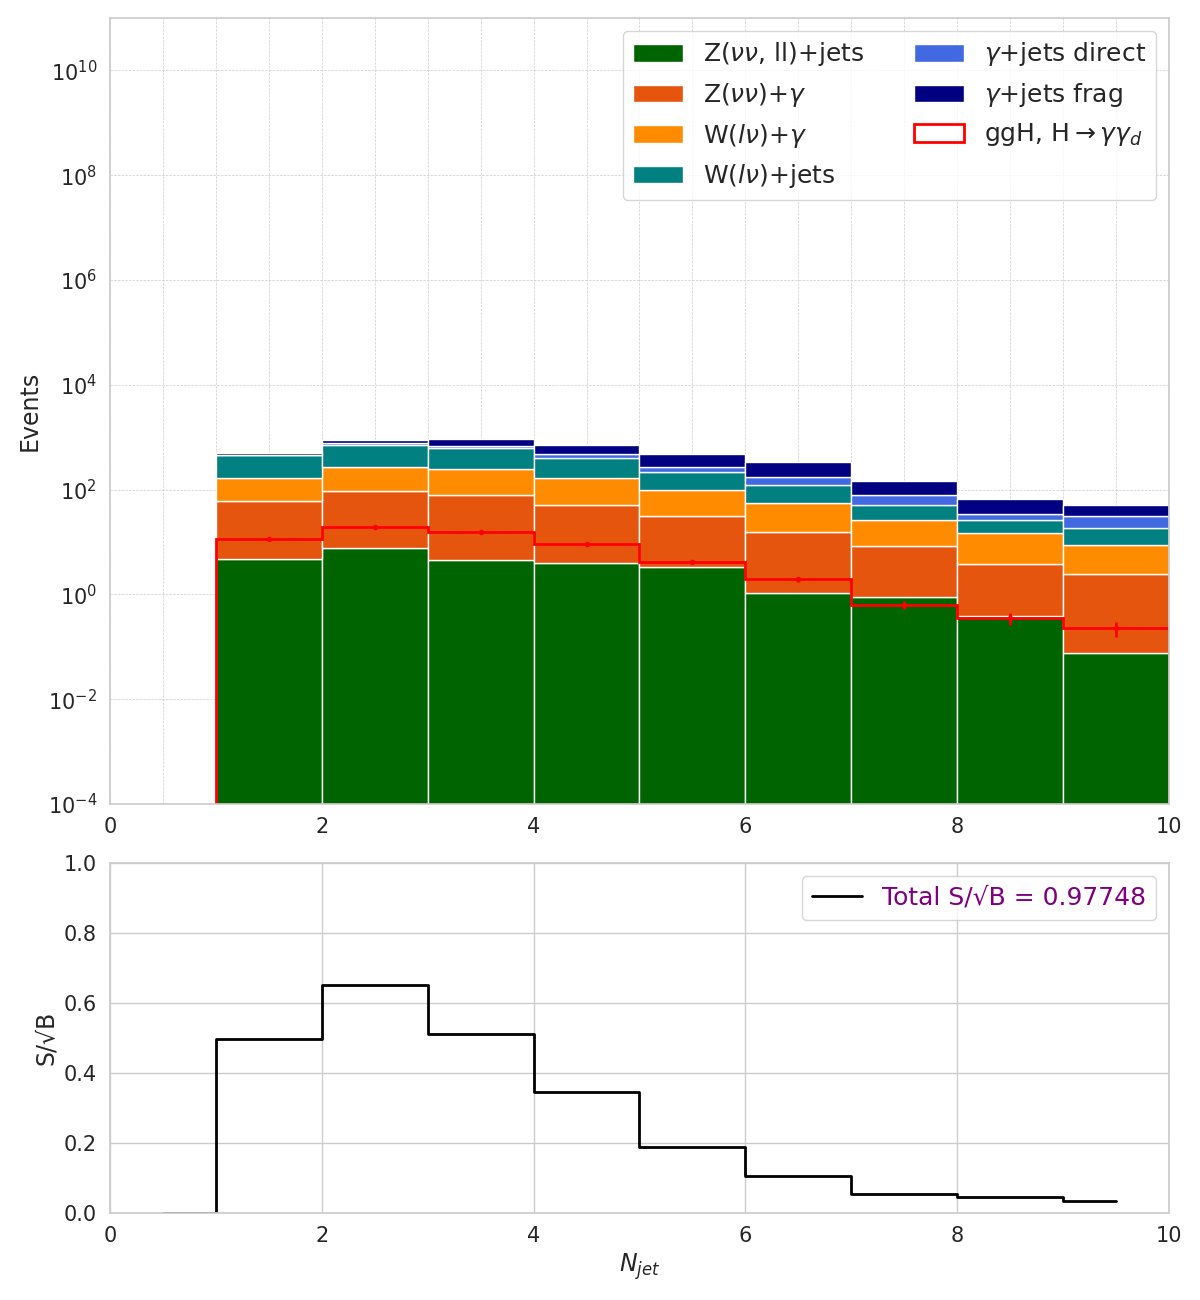 Z(νν, ll)+jets
Z(νν)+γ
W(lν)+γ
W(lν)+jets
γ+jets direct
γ+jets frag
ggH, H→γγ_d
Events
10^10
10^8
10^6
10^4
10^2
10^0
10^−2
10^−4
0 2 4 6 8 10
Total S/√B = 0.97748
S/√B
1.0
0.8
0.6
0.4
0.2
0.0
0 2 4 6 8 10
N_jet